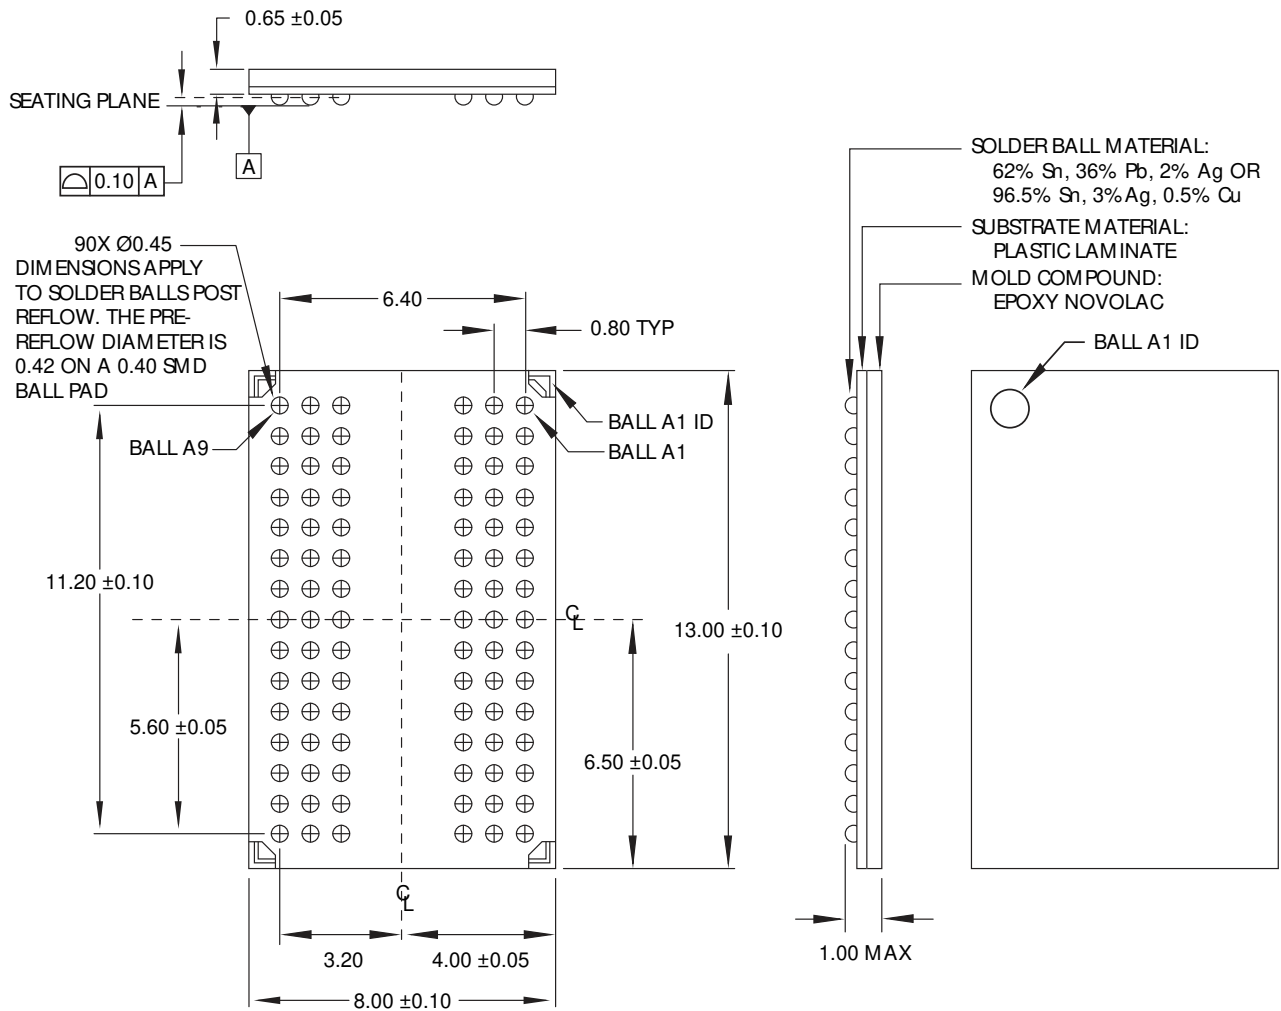 0.65 ±0.05
SEATING PLANE
A
0.10 A
SOLDER BALL MATERIAL:
62% Sn, 36% Pb, 2% Ag OR
96.5% Sn, 3%Ag, 0.5% Cu
SUBSTRATE MATERIAL:
PLASTIC LAMINATE
MOLD COMPOUND:
EPOXY NOVOLAC
90X Ø0.45
DIMENSIONS APPLY
TO SOLDER BALLS POST
REFLOW. THE PRE-
REFLOW DIAMETER IS
0.42 ON A 0.40 SMD
BALL PAD
6.40
0.80 TYP
BALL A1 ID
BALL A1 ID
BALL A9
BALL A1
11.20 ±0.10
CL
13.00 ±0.10
5.60 ±0.05
6.50 ±0.05
CL
3.20
4.00 ±0.05
8.00 ±0.10
1.00 MAX